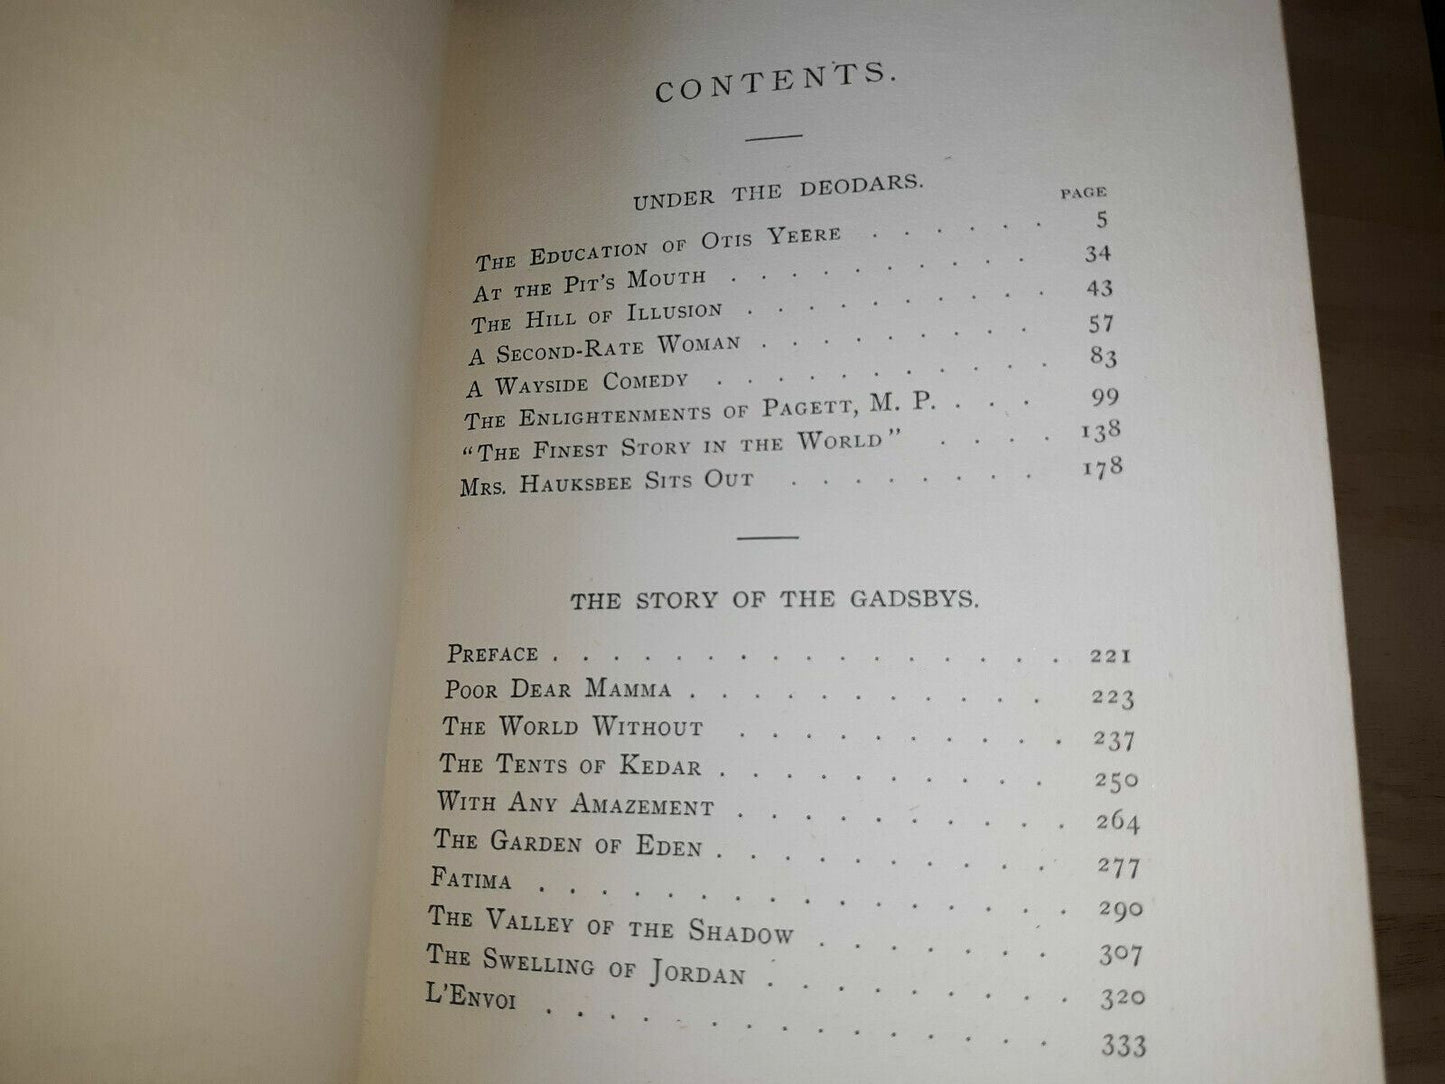 CONTENTS.
UNDER THE DEODARS.
PAGE
THE EDUCATION OF OTIS YEERE . . . . . . 5
AT THE PIT'S MOUTH . . . . . . . . . . 34
THE HILL OF ILLUSION . . . . . . . . . . 43
A SECOND-RATE WOMAN . . . . . . . . . 57
A WAYSIDE COMEDY . . . . . . . . . . . 83
THE ENLIGHTENMENTS OF PAGETT, M. P. . . . 99
"THE FINEST STORY IN THE WORLD" . . . . 138
MRS. HAUKSBEE SITS OUT . . . . . . . . 178
THE STORY OF THE GADSBYS.
PREFACE . . . . . . . . . . . . . . . . 221
POOR DEAR MAMMA . . . . . . . . . . . 223
THE WORLD WITHOUT . . . . . . . . . . 237
THE TENTS OF KEDAR . . . . . . . . . . 250
WITH ANY AMAZEMENT . . . . . . . . . . 264
THE GARDEN OF EDEN . . . . . . . . . . 277
FATIMA . . . . . . . . . . . . . . . . 290
THE VALLEY OF THE SHADOW . . . . . . . 307
THE SWELLING OF JORDAN . . . . . . . . . 320
L'ENVOI . . . . . . . . . . . . . . . 333